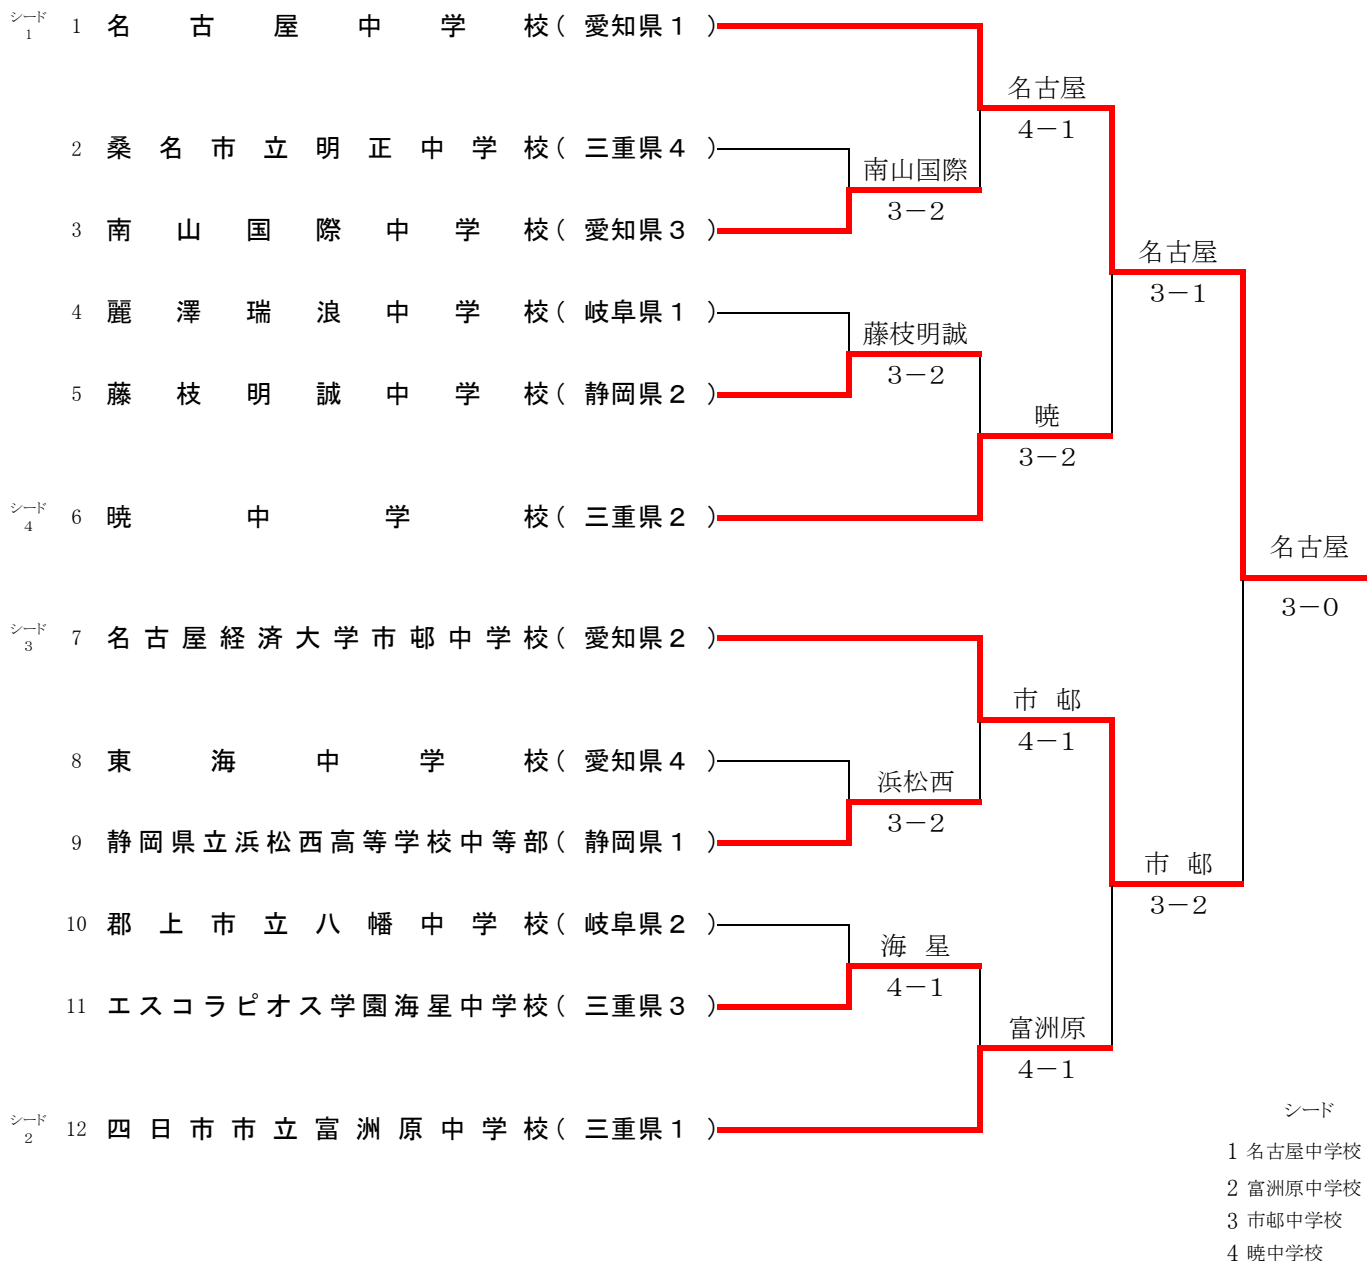 シード1 1 名古屋中学校( 愛知県1 )
名古屋
4-1
2 桑名市立明正中学校( 三重県4 )
南山国際
3-2
3 南山国際中学校( 愛知県3 )
名古屋
3-1
4 麗澤瑞浪中学校( 岐阜県1 )
藤枝明誠
3-2
5 藤枝明誠中学校( 静岡県2 )
暁
3-2
シード4 6 暁中学校( 三重県2 )
名古屋
3-0
シード3 7 名古屋経済大学市邨中学校( 愛知県2 )
市 邨
4-1
8 東海中学校( 愛知県4 )
浜松西
3-2
9 静岡県立浜松西高等学校中等部( 静岡県1 )
市 邨
3-2
10 郡上市立八幡中学校( 岐阜県2 )
海 星
4-1
11 エスコラピオス学園海星中学校( 三重県3 )
富洲原
4-1
シード2 12 四日市市立富洲原中学校( 三重県1 )
シード
1 名古屋中学校
2 富洲原中学校
3 市邨中学校
4 暁中学校